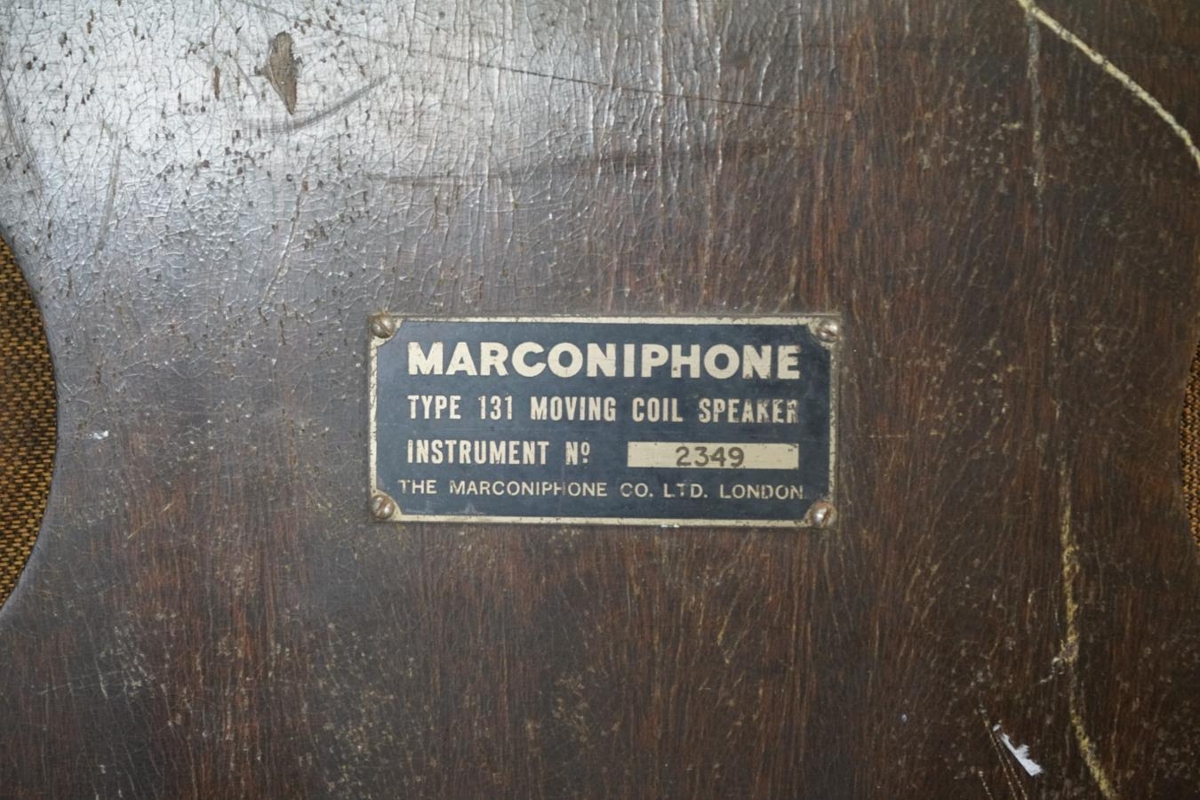 MARCONIPHONE
TYPE 131 MOVING COIL SPEAKER
INSTRUMENT Nº 2349
THE MARCONIPHONE CO. LTD. LONDON